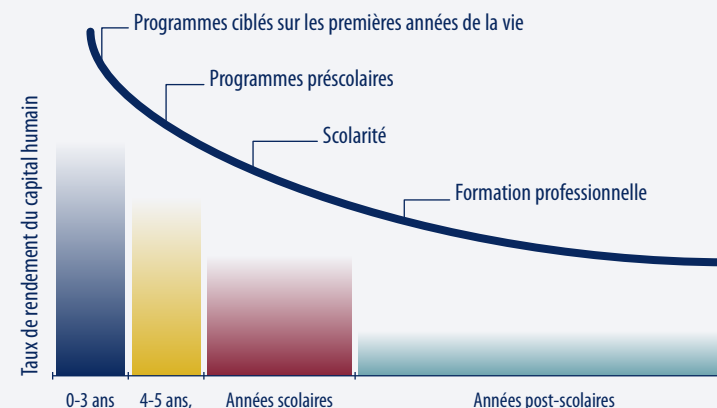 Programmes ciblés sur les premières années de la vie
Programmes préscolaires
Scolarité
Formation professionnelle
Taux de rendement du capital humain
0-3 ans
4-5 ans,
Années scolaires
Années post-scolaires